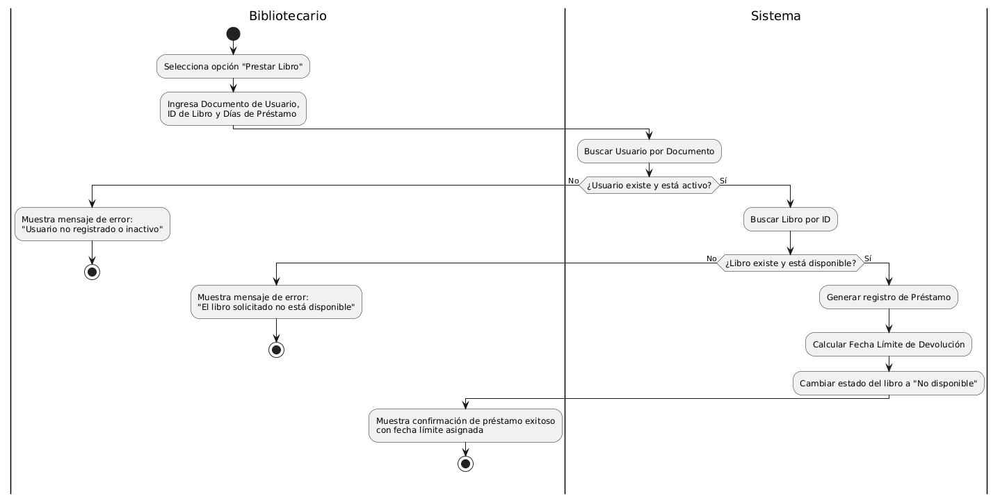 Bibliotecario
Sistema
Selecciona opción "Prestar Libro"
Ingresa Documento de Usuario,
ID de Libro y Días de Préstamo
Buscar Usuario por Documento
No
¿Usuario existe y está activo?
Sí
Muestra mensaje de error:
"Usuario no registrado o inactivo"
Buscar Libro por ID
No
¿Libro existe y está disponible?
Sí
Muestra mensaje de error:
"El libro solicitado no está disponible"
Generar registro de Préstamo
Calcular Fecha Límite de Devolución
Cambiar estado del libro a "No disponible"
Muestra confirmación de préstamo exitoso
con fecha límite asignada